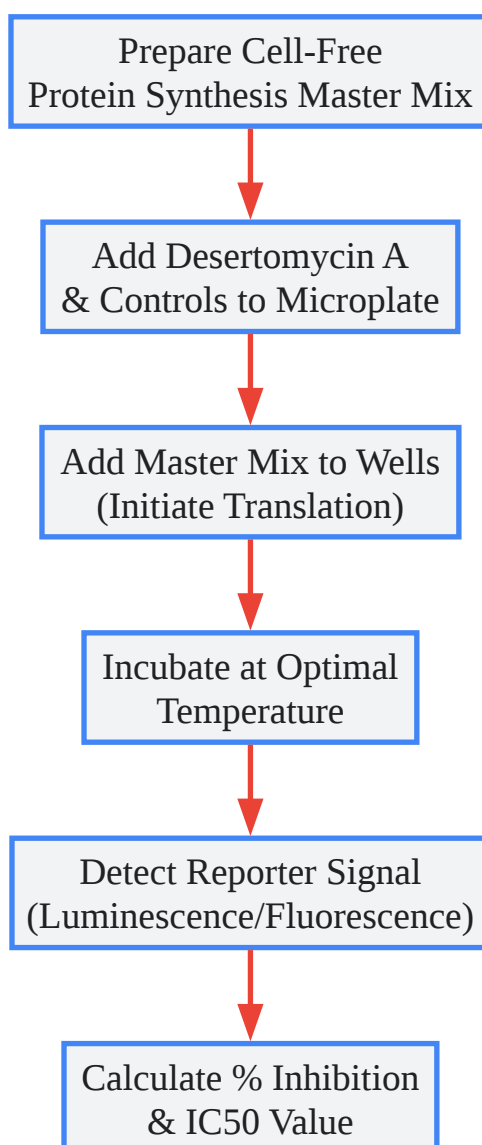 Prepare Cell-Free
Protein Synthesis Master Mix
Add Desertomycin A
& Controls to Microplate
Add Master Mix to Wells
(Initiate Translation)
Incubate at Optimal
Temperature
Detect Reporter Signal
(Luminescence/Fluorescence)
Calculate % Inhibition
& IC50 Value